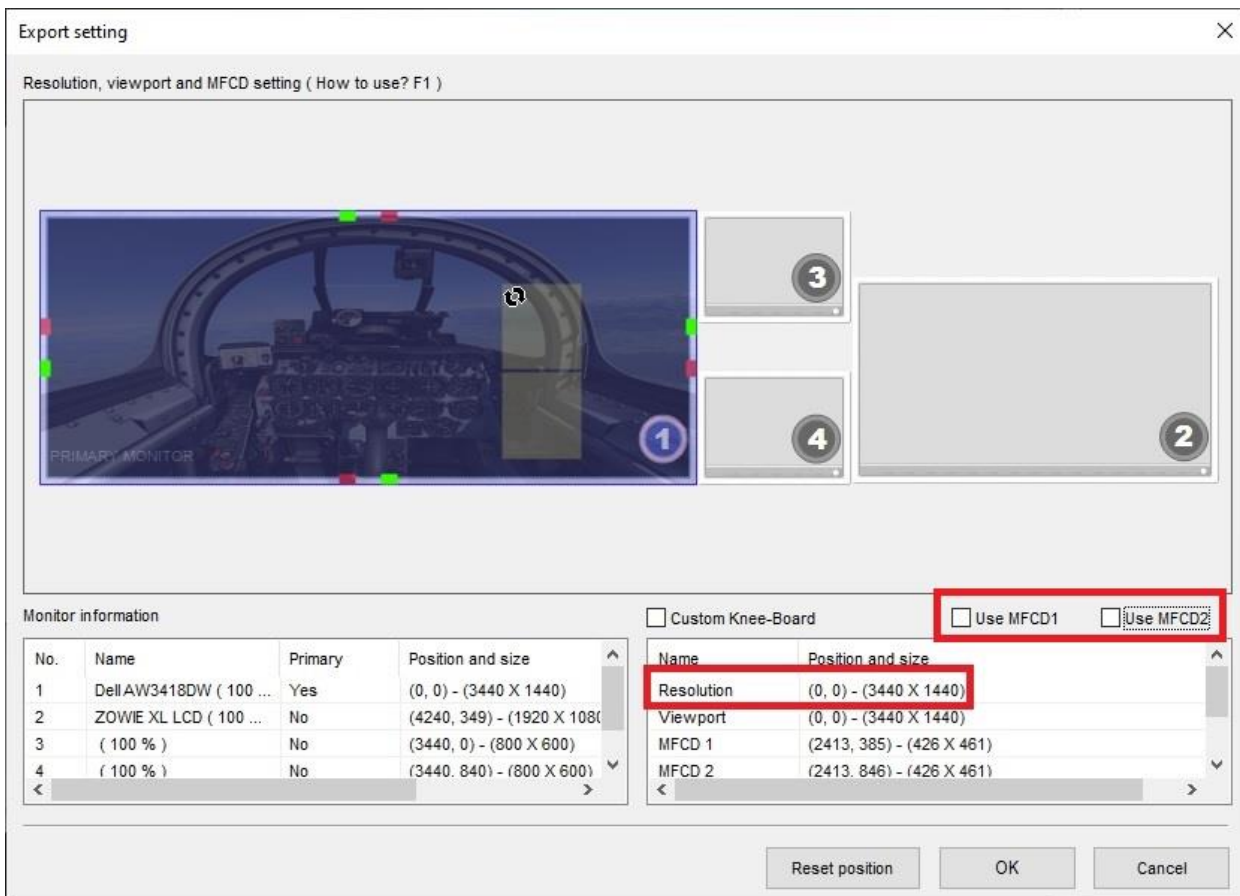 Export setting
Resolution, viewport and MFCD setting ( How to use? F1 )
PRIMARY MONITOR
1
3
4
2
Monitor information
Custom Knee-Board
Use MFCD1
Use MFCD2
No. Name Primary Position and size
1 Dell AW3418DW ( 100 ... Yes (0, 0) - (3440 X 1440)
2 ZOWIE XL LCD ( 100 ... No (4240, 349) - (1920 X 1080
3 ( 100 % ) No (3440, 0) - (800 X 600)
4 ( 100 % ) No (3440, 840) - (800 X 600)
Name Position and size
Resolution (0, 0) - (3440 X 1440)
Viewport (0, 0) - (3440 X 1440)
MFCD 1 (2413, 385) - (426 X 461)
MFCD 2 (2413, 846) - (426 X 461)
Reset position
OK
Cancel